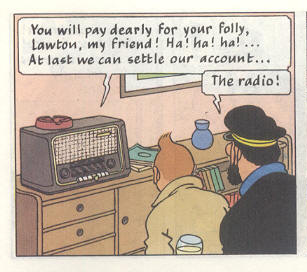 You will pay dearly for your folly,
Lawton, my friend! Ha! ha! ha! ...
At last we can settle our account...
The radio!